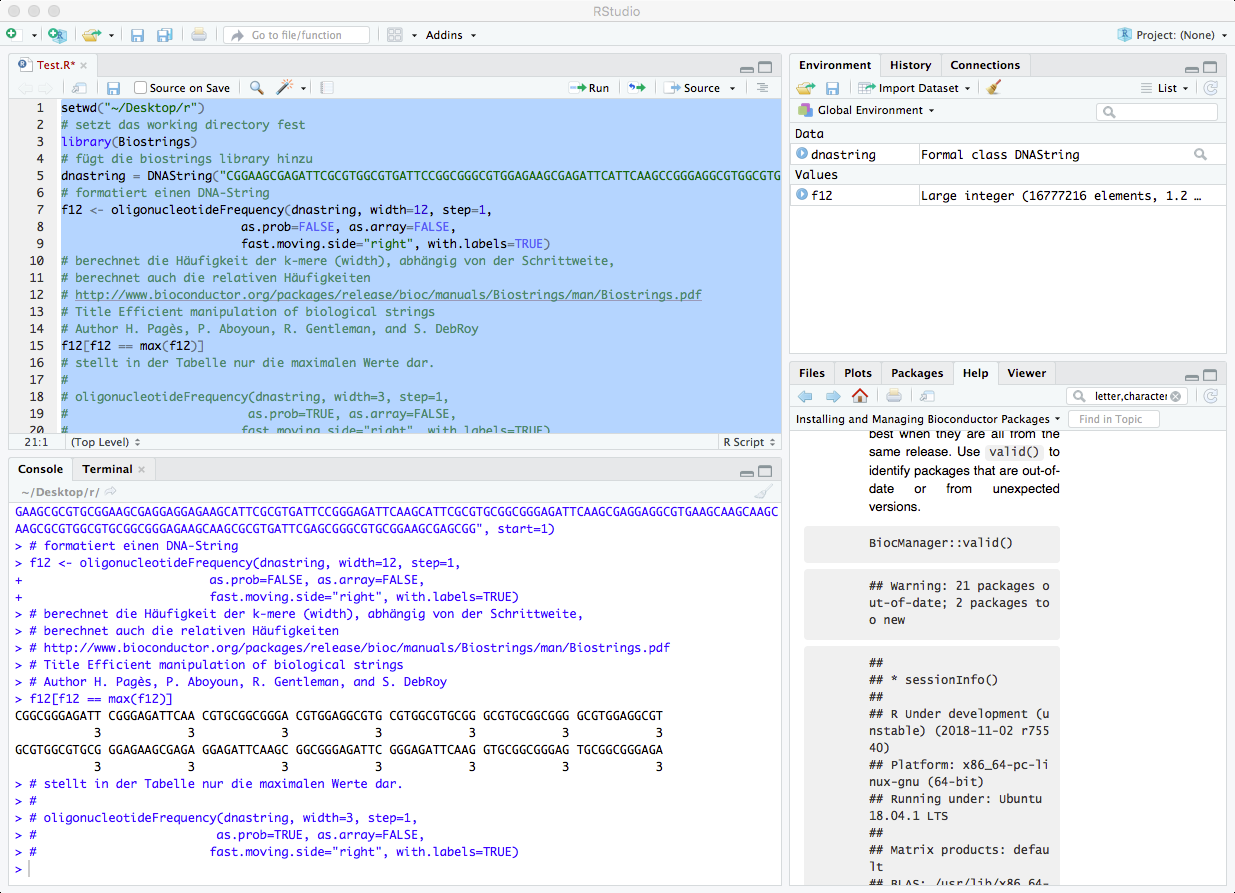 RStudio
Go to file/function
Addins
Project: (None)
Test.R*
Source on Save
Run
Source
1 setwd("~/Desktop/r")
2 # setzt das working directory fest
3 library(Biostrings)
4 # fügt die biostrings library hinzu
5 dnastring = DNAString("CGGAAGCGAGATTCGCGTGGCGTGATTCCGGCGGGCGTGGAGAAGCGAGATTCATTCAAGCCGGGAGGCGTGGCGTG
6 # formatiert einen DNA-String
7 f12 <- oligonucleotideFrequency(dnastring, width=12, step=1,
8 as.prob=FALSE, as.array=FALSE,
9 fast.moving.side="right", with.labels=TRUE)
10 # berechnet die Häufigkeit der k-mere (width), abhängig von der Schrittweite,
11 # berechnet auch die relativen Häufigkeiten
12 # http://www.bioconductor.org/packages/release/bioc/manuals/Biostrings/man/Biostrings.pdf
13 # Title Efficient manipulation of biological strings
14 # Author H. Pagès, P. Aboyoun, R. Gentleman, and S. DebRoy
15 f12[f12 == max(f12)]
16 # stellt in der Tabelle nur die maximalen Werte dar.
17 #
18 # oligonucleotideFrequency(dnastring, width=3, step=1,
19 # as.prob=TRUE, as.array=FALSE,
20 # fast.moving.side="right", with.labels=TRUE)
21:1 (Top Level) R Script
Console Terminal
~/Desktop/r/
GAAGCGCGTGCGGAAGCGAGGAGGAGAAGCATTCGCGTGATTCCGGGAGATTCAAGCATTCGCGTGCGGCGGGAGATTCAAGCGAGGAGGCGTGAAGCAAGCAAGC
AAGCGCGTGGCGTGCGGCGGGAGAAGCAAGCGCGTGATTCGAGCGGGCGTGCGGAAGCGAGCGG", start=1)
> # formatiert einen DNA-String
> f12 <- oligonucleotideFrequency(dnastring, width=12, step=1,
+ as.prob=FALSE, as.array=FALSE,
+ fast.moving.side="right", with.labels=TRUE)
> # berechnet die Häufigkeit der k-mere (width), abhängig von der Schrittweite,
> # berechnet auch die relativen Häufigkeiten
> # http://www.bioconductor.org/packages/release/bioc/manuals/Biostrings/man/Biostrings.pdf
> # Title Efficient manipulation of biological strings
> # Author H. Pagès, P. Aboyoun, R. Gentleman, and S. DebRoy
> f12[f12 == max(f12)]
CGGCGGGAGATT CGGGAGATTCAA CGTGCGGCGGGA CGTGGAGGCGTG CGTGGCGTGCGG GCGTGCGGCGGG GCGTGGAGGCGT
3 3 3 3 3 3 3
GCGTGGCGTGCG GGAGAAGCGAGA GGAGATTCAAGC GGCGGGAGATTC GGGAGATTCAAG GTGCGGCGGGAG TGCGGCGGGAGA
3 3 3 3 3 3 3
> # stellt in der Tabelle nur die maximalen Werte dar.
> #
> # oligonucleotideFrequency(dnastring, width=3, step=1,
> # as.prob=TRUE, as.array=FALSE,
> # fast.moving.side="right", with.labels=TRUE)
>
Environment History Connections
Import Dataset List
Global Environment
Data
dnastring Formal class DNAString
Values
f12 Large integer (16777216 elements, 1.2 …
Files Plots Packages Help Viewer
letter,character
Installing and Managing Bioconductor Packages Find in Topic
best when they are all from the
same release. Use valid() to
identify packages that are out-of-
date or from unexpected
versions.
BiocManager::valid()
## Warning: 21 packages o
ut-of-date; 2 packages to
o new
##
## * sessionInfo()
##
## R Under development (u
nstable) (2018-11-02 r755
40)
## Platform: x86_64-pc-li
nux-gnu (64-bit)
## Running under: Ubuntu
18.04.1 LTS
##
## Matrix products: defau
lt
## BLAS: /usr/lib/x86_64-